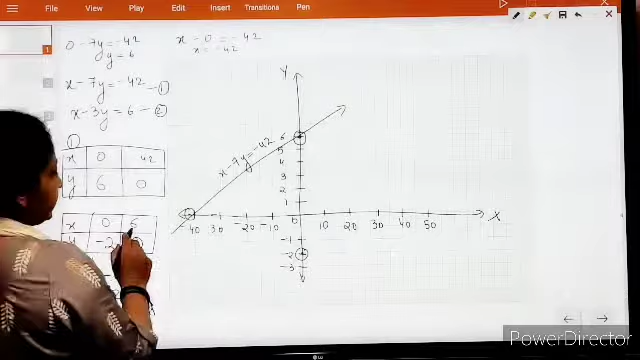 File View Play Edit Insert Transitiona Pen
0 - 7y = -42
y = 6
x - 0 = -42
x = -42
x - 7y = -42 - ①
x - 3y = 6 - ②
①
x 0 42
y 6 0
x 0 5
-2
Y
x - 7y = -42
6
5
4
3
2
1
40 30 -20 -10 0 10 20 30 40 50 X
-1
-2
-3
PowerDirector